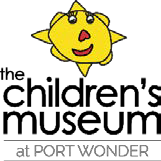 the
children's
museum
at PORT WONDER